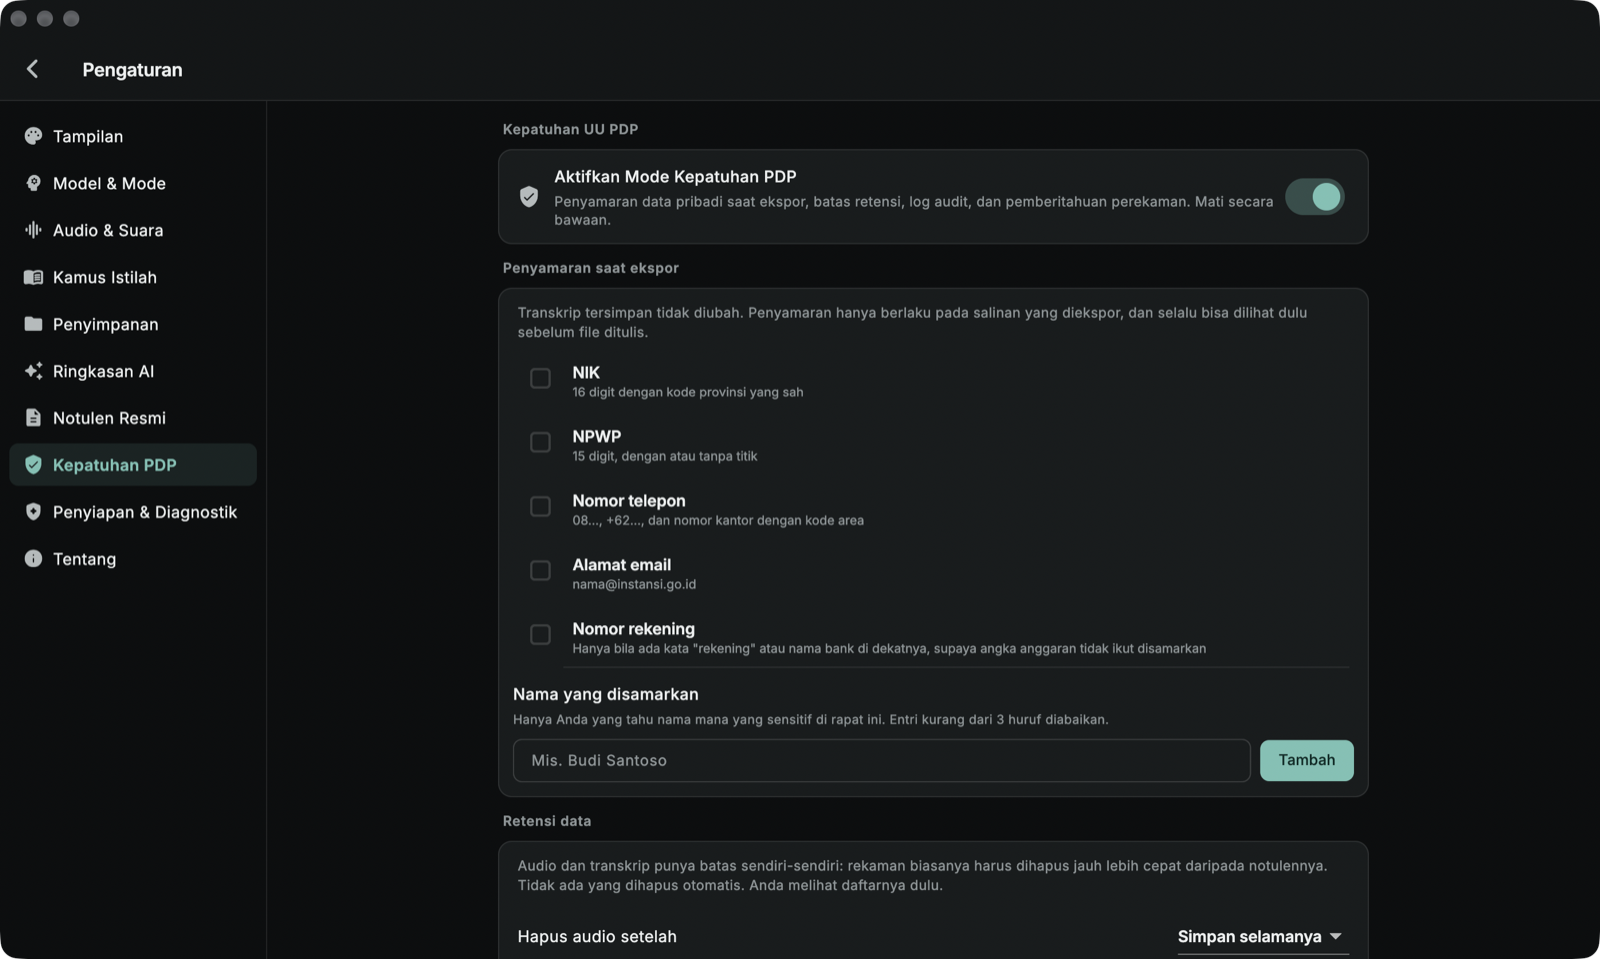 Pengaturan
Tampilan
Model & Mode
Audio & Suara
Kamus Istilah
Penyimpanan
Ringkasan AI
Notulen Resmi
Kepatuhan PDP
Penyiapan & Diagnostik
Tentang
Kepatuhan UU PDP
Aktifkan Mode Kepatuhan PDP
Penyamaran data pribadi saat ekspor, batas retensi, log audit, dan pemberitahuan perekaman. Mati secara
bawaan.
Penyamaran saat ekspor
Transkrip tersimpan tidak diubah. Penyamaran hanya berlaku pada salinan yang diekspor, dan selalu bisa dilihat dulu
sebelum file ditulis.
NIK
16 digit dengan kode provinsi yang sah
NPWP
15 digit, dengan atau tanpa titik
Nomor telepon
08..., +62..., dan nomor kantor dengan kode area
Alamat email
nama@instansi.go.id
Nomor rekening
Hanya bila ada kata "rekening" atau nama bank di dekatnya, supaya angka anggaran tidak ikut disamarkan
Nama yang disamarkan
Hanya Anda yang tahu nama mana yang sensitif di rapat ini. Entri kurang dari 3 huruf diabaikan.
Mis. Budi Santoso
Tambah
Retensi data
Audio dan transkrip punya batas sendiri-sendiri: rekaman biasanya harus dihapus jauh lebih cepat daripada notulennya.
Tidak ada yang dihapus otomatis. Anda melihat daftarnya dulu.
Hapus audio setelah
Simpan selamanya